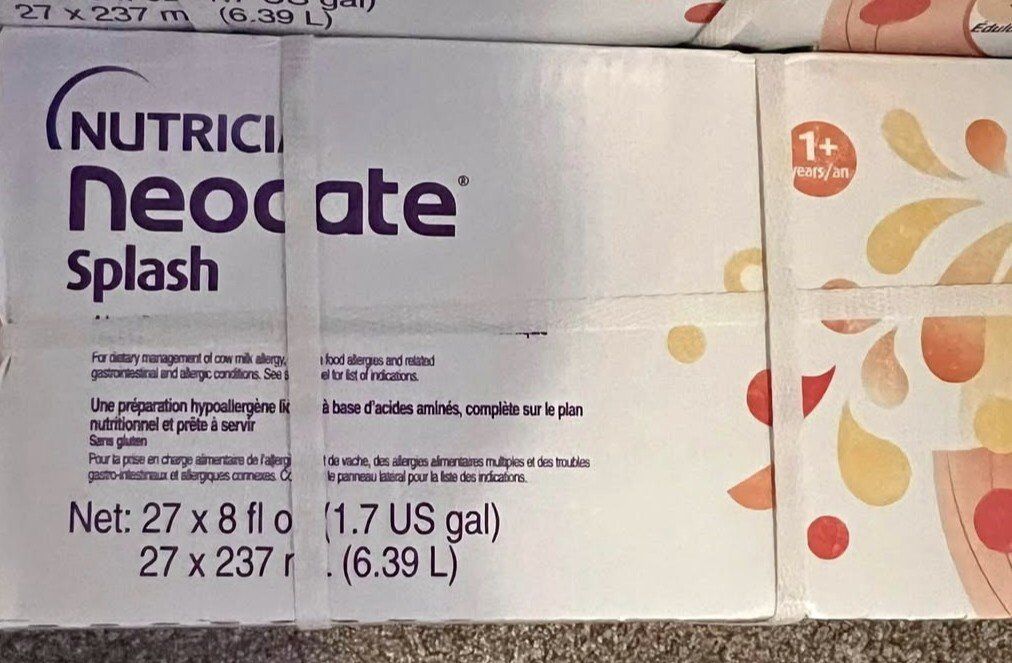 27 x 237 m (6.39 L)
NUTRICI
neocate®
Splash
1+
years/an
For dietary management of cow milk allergy, food allergies and related
gastrointestinal and allergic conditions. See el for list of indications.
Une préparation hypoallergène à base d'acides aminés, complète sur le plan
nutritionnel et prête à servir
Sans gluten
Pour la prise en charge alimentaire de l'allergi t de vache, des allergies alimentaires multiples et des troubles
gastro-intestinaux et allergiques connexes. le panneau latéral pour la liste des indications.
Net: 27 x 8 fl o (1.7 US gal)
27 x 237 . (6.39 L)